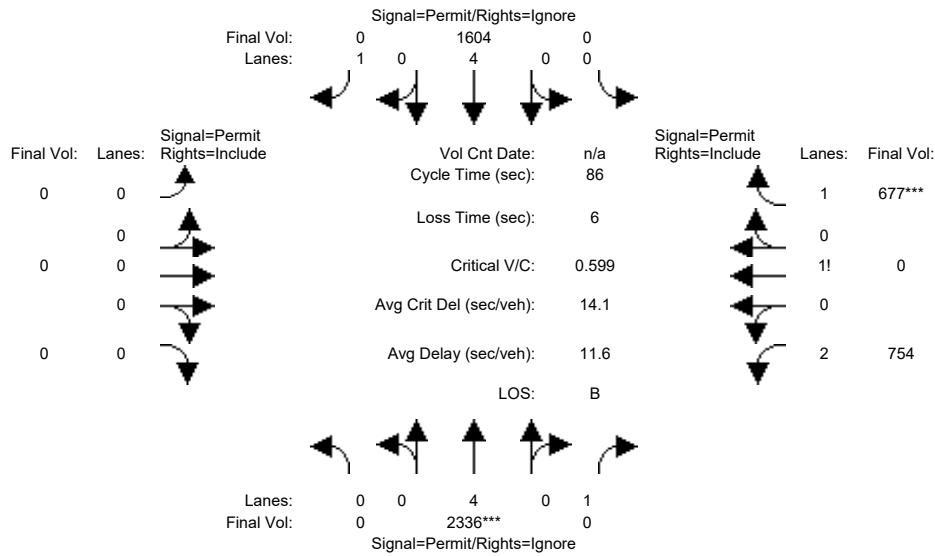 Signal=Permit/Rights=Ignore
Final Vol: 0 1604 0
Lanes: 1 0 4 0 0
Signal=Permit
Final Vol: Lanes: Rights=Include
Vol Cnt Date: n/a
Signal=Permit
Rights=Include Lanes: Final Vol:
Cycle Time (sec): 86
0 0
1 677***
Loss Time (sec): 6
0
0
0 0
Critical V/C: 0.599
1! 0
0
Avg Crit Del (sec/veh): 14.1
0
0 0
Avg Delay (sec/veh): 11.6
2 754
LOS: B
Lanes: 0 0 4 0 1
Final Vol: 0 2336*** 0
Signal=Permit/Rights=Ignore